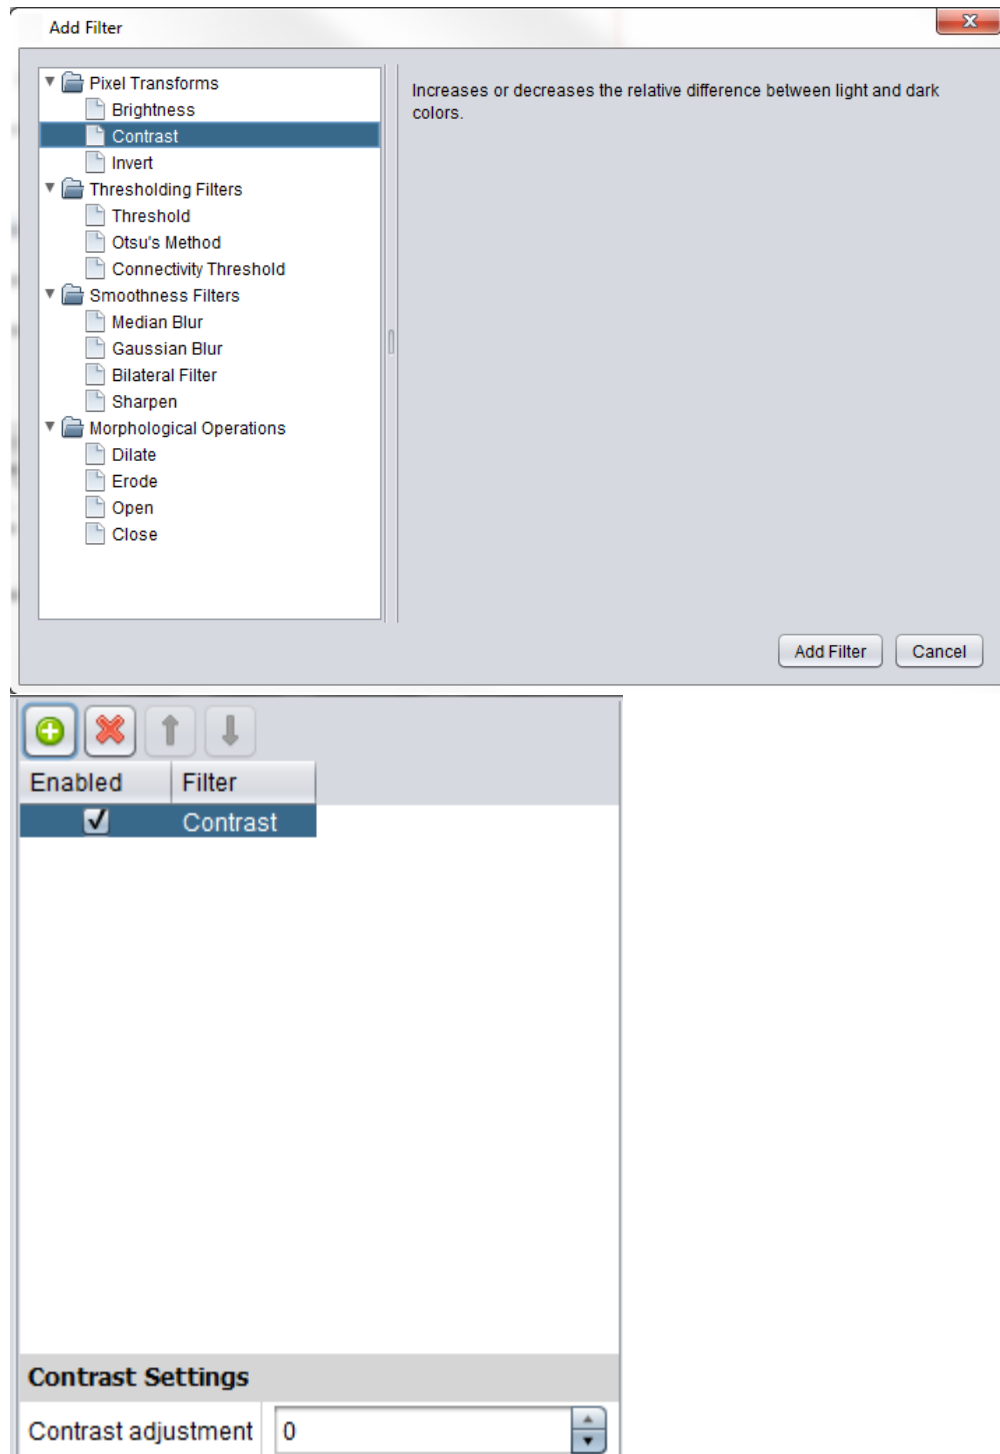 Add Filter
Pixel Transforms
Brightness
Contrast
Invert
Thresholding Filters
Threshold
Otsu's Method
Connectivity Threshold
Smoothness Filters
Median Blur
Gaussian Blur
Bilateral Filter
Sharpen
Morphological Operations
Dilate
Erode
Open
Close
Increases or decreases the relative difference between light and dark
colors.
Add Filter Cancel
Enabled Filter
Contrast
Contrast Settings
Contrast adjustment 0